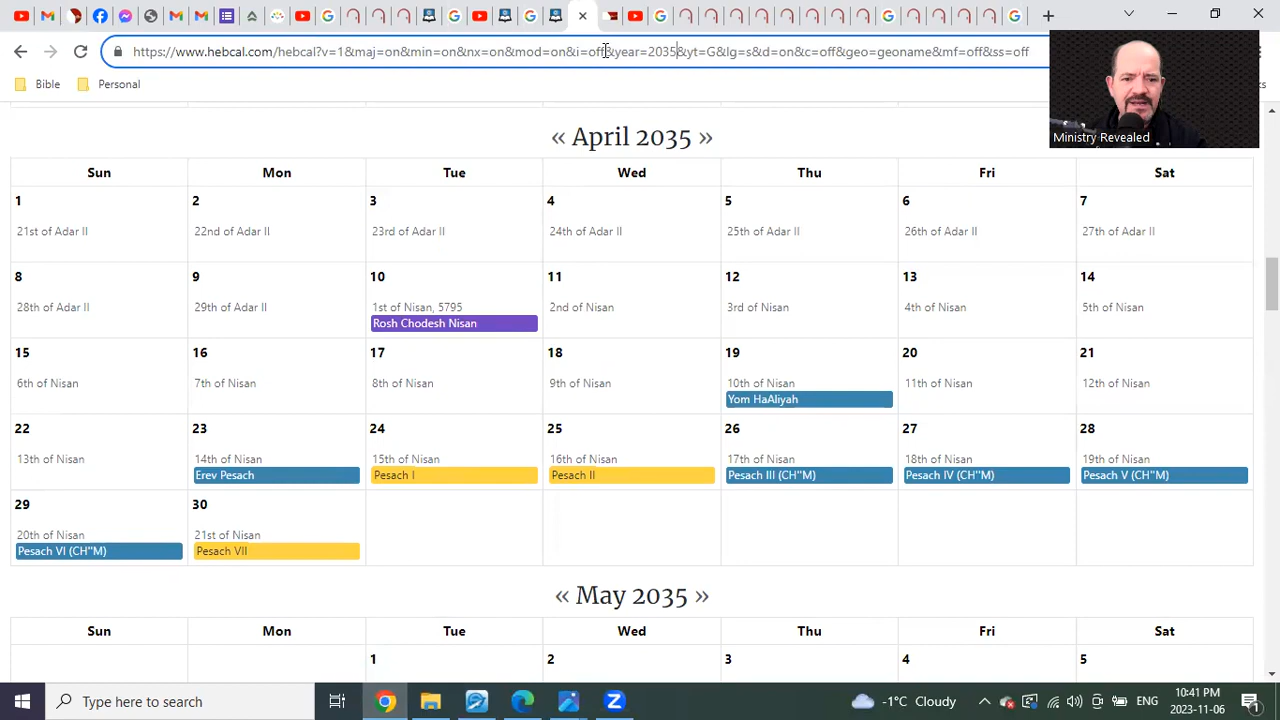 https://www.hebcal.com/hebcal?v=1&maj=on&min=on&nx=on&mod=on&i=off&year=2035&yt=G&lg=s&d=on&c=off&geo=geoname&mf=off&ss=off
Bible Personal
Ministry Revealed
« April 2035 »
Sun Mon Tue Wed Thu Fri Sat
1 2 3 4 5 6 7
21st of Adar II 22nd of Adar II 23rd of Adar II 24th of Adar II 25th of Adar II 26th of Adar II 27th of Adar II
8 9 10 11 12 13 14
28th of Adar II 29th of Adar II 1st of Nisan, 5795 2nd of Nisan 3rd of Nisan 4th of Nisan 5th of Nisan
Rosh Chodesh Nisan
15 16 17 18 19 20 21
6th of Nisan 7th of Nisan 8th of Nisan 9th of Nisan 10th of Nisan 11th of Nisan 12th of Nisan
Yom HaAliyah
22 23 24 25 26 27 28
13th of Nisan 14th of Nisan 15th of Nisan 16th of Nisan 17th of Nisan 18th of Nisan 19th of Nisan
Erev Pesach Pesach I Pesach II Pesach III (CH"M) Pesach IV (CH"M) Pesach V (CH"M)
29 30
20th of Nisan 21st of Nisan
Pesach VI (CH"M) Pesach VII
« May 2035 »
Sun Mon Tue Wed Thu Fri Sat
1 2 3 4 5
Type here to search
-1°C Cloudy
ENG
10:41 PM
2023-11-06
1